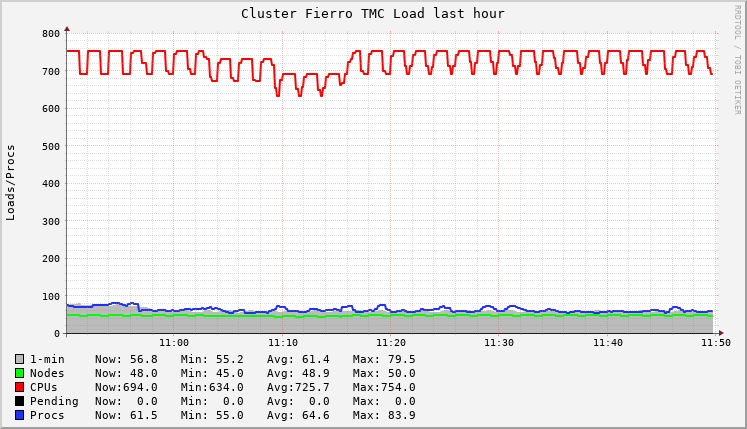 Cluster Fierro TMC Load last hour
RRDTOOL / TOBI OETIKER
Loads/Procs
800
700
600
500
400
300
200
100
0
11:00 11:10 11:20 11:30 11:40 11:50
1-min Now: 56.8 Min: 55.2 Avg: 61.4 Max: 79.5
Nodes Now: 48.0 Min: 45.0 Avg: 48.9 Max: 50.0
CPUs Now:694.0 Min:634.0 Avg:725.7 Max:754.0
Pending Now: 0.0 Min: 0.0 Avg: 0.0 Max: 0.0
Procs Now: 61.5 Min: 55.0 Avg: 64.6 Max: 83.9